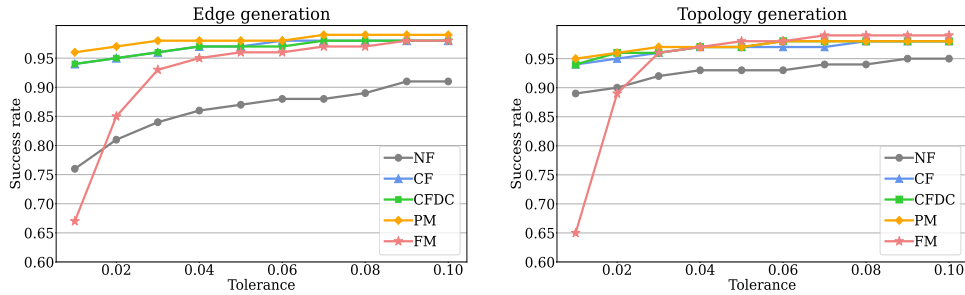 Edge generation
Success rate
0.95
0.90
0.85
0.80
0.75
0.70
0.65
0.60
NF
CF
CFDC
PM
FM
0.02
0.04
0.06
0.08
0.10
Tolerance
Topology generation
Success rate
0.95
0.90
0.85
0.80
0.75
0.70
0.65
0.60
NF
CF
CFDC
PM
FM
0.02
0.04
0.06
0.08
0.10
Tolerance